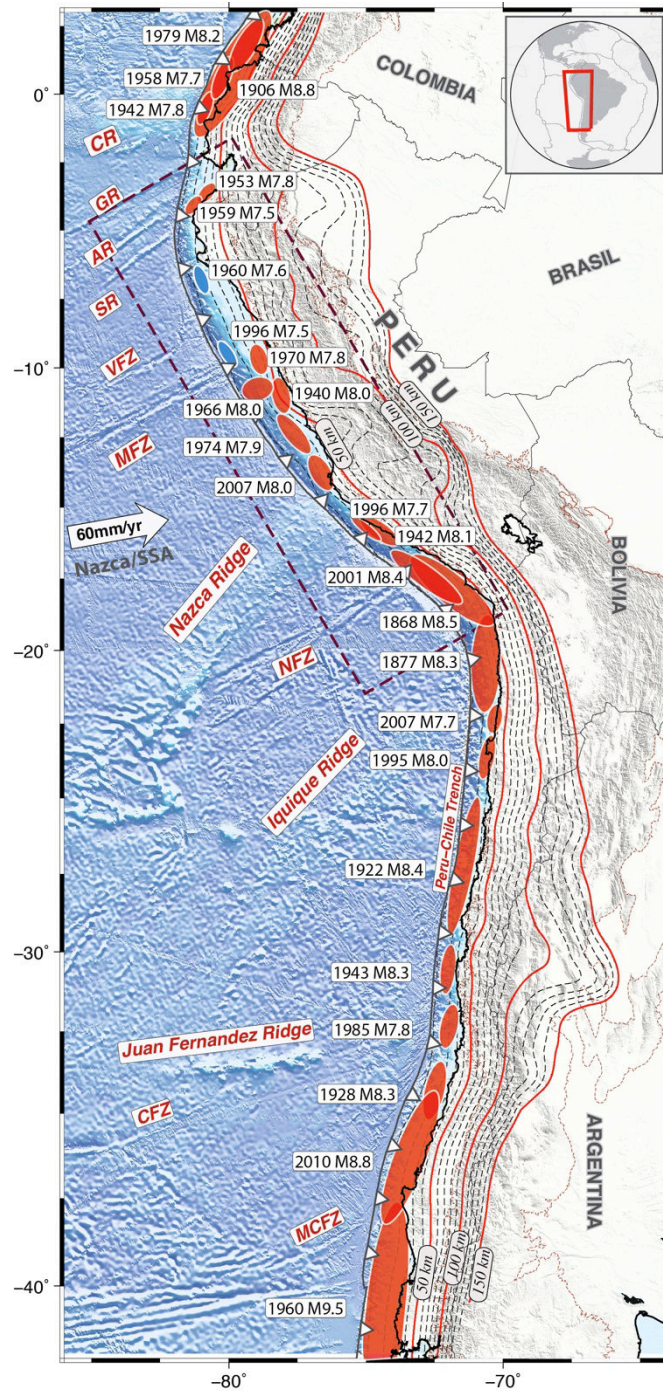 1979 M8.2
COLOMBIA
1958 M7.7
1906 M8.8
0°
1942 M7.8
CR
1953 M7.8
GR
1959 M7.5
AR
1960 M7.6
BRASIL
SR
1996 M7.5
PERU
VFZ
1970 M7.8
−10°
1940 M8.0
150 km
1966 M8.0
100 km
MFZ
1974 M7.9
50 km
2007 M8.0
1996 M7.7
60mm/yr
1942 M8.1
Nazca/SSA
BOLIVIA
2001 M8.4
Nazca Ridge
1868 M8.5
−20°
NFZ
1877 M8.3
2007 M7.7
1995 M8.0
Iquique Ridge
Peru−Chile Trench
1922 M8.4
−30°
1943 M8.3
1985 M7.8
Juan Fernandez Ridge
1928 M8.3
CFZ
ARGENTINA
2010 M8.8
MCFZ
50 km
100 km
150 km
−40°
1960 M9.5
−80°
−70°